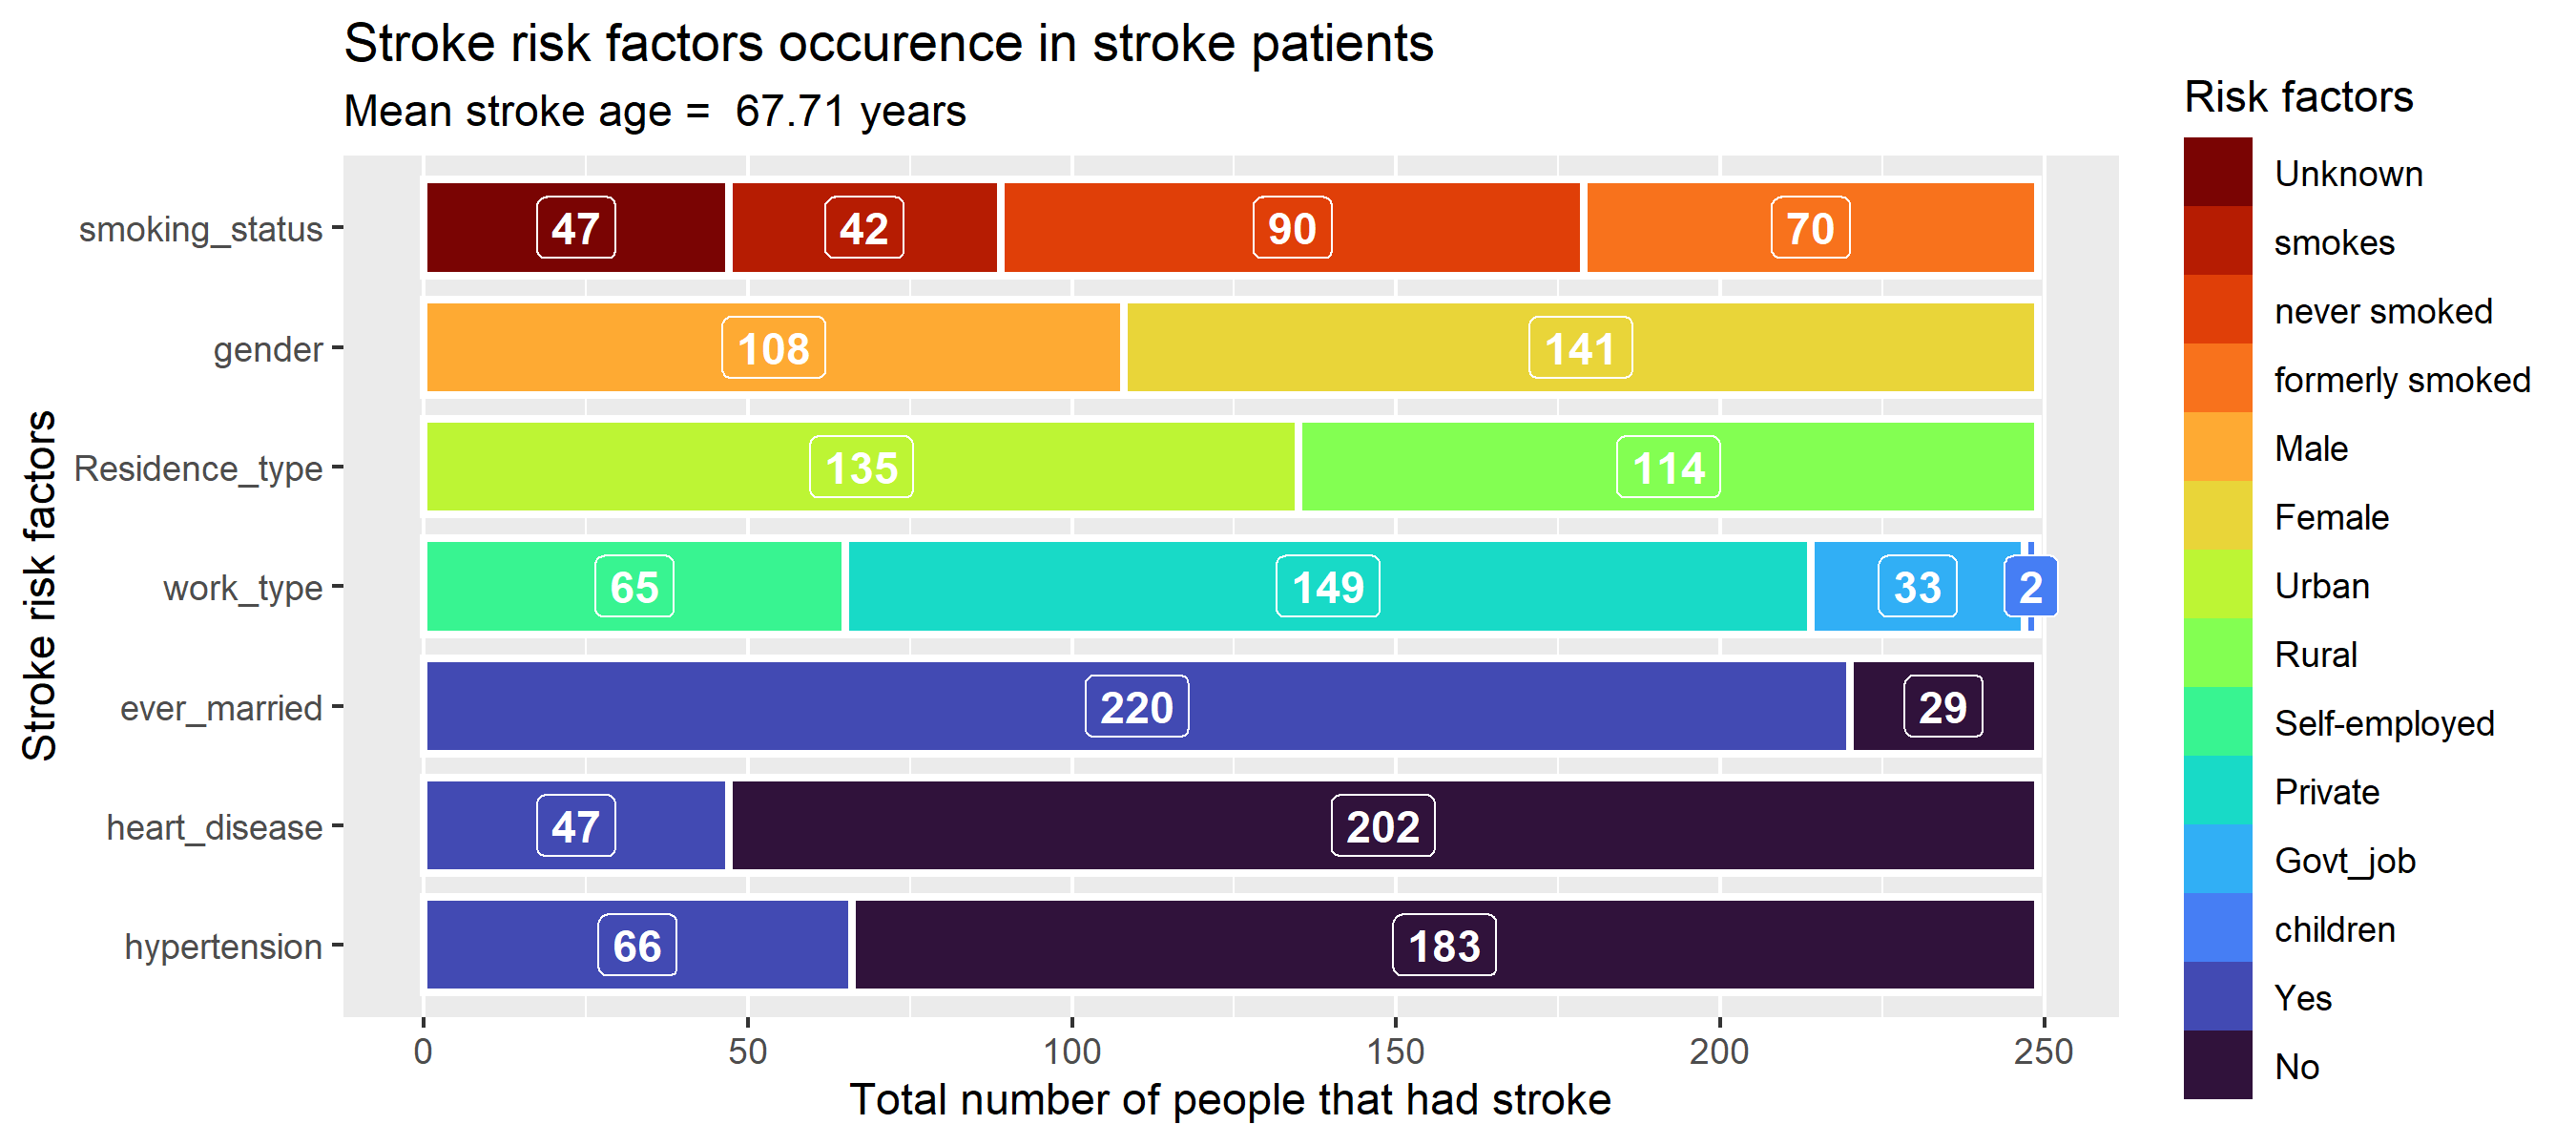 Stroke risk factors occurence in stroke patients
Mean stroke age =  67.71 years
Stroke risk factors
smoking_status
47 42 90 70
gender
108 141
Residence_type
135 114
work_type
65 149 33 2
ever_married
220 29
heart_disease
47 202
hypertension
66 183
0 50 100 150 200 250
Total number of people that had stroke
Risk factors
Unknown
smokes
never smoked
formerly smoked
Male
Female
Urban
Rural
Self-employed
Private
Govt_job
children
Yes
No